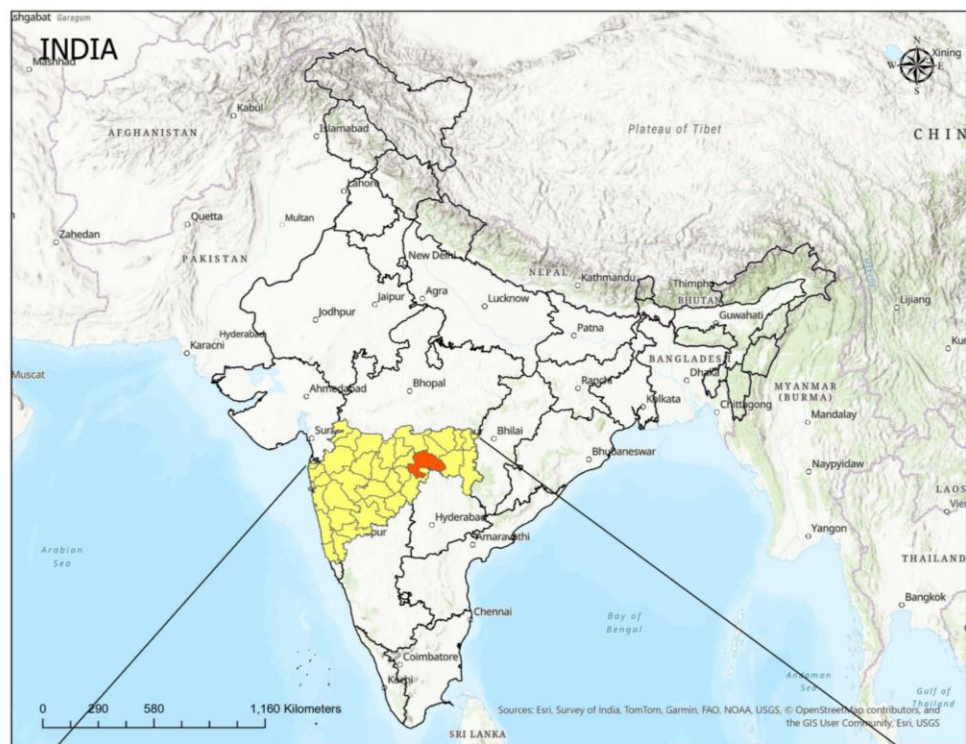 shgabat
Garagum
INDIA
Mashhad
N
W
E
S
Xining
Kabul
AFGHANISTAN
Islamabad
Plateau of Tibet
CHIN
Lahore
Quetta
Multan
Zahedan
PAKISTAN
New Delhi
NEPAL
Kathmandu
Thimphu
BHUTAN
Lijiang
Jaipur
Agra
Lucknow
Jodhpur
Guwahati
Patna
Hyderabad
Karachi
Kun
BANGLADESH
Dhaka
Muscat
Ahmedabad
Bhopal
Ranchi
Kolkata
Chittagong
MYANMAR
(BURMA)
Mandalay
Surat
Bhilai
Bhubaneswar
Naypyidaw
LAOS
Vien
Hyderabad
pur
Amaravathi
Yangon
Arabian
Sea
THAILAND
Bangkok
Chennai
Bay of
Bengal
Coimbatore
Kochi
Andaman
Sea
Gulf of
Thailand
0 290 580 1,160 Kilometers
Sources: Esri, Survey of India, TomTom, Garmin, FAO, NOAA, USGS, © OpenStreetMap contributors, and
the GIS User Community, Esri, USGS
SRI LANKA